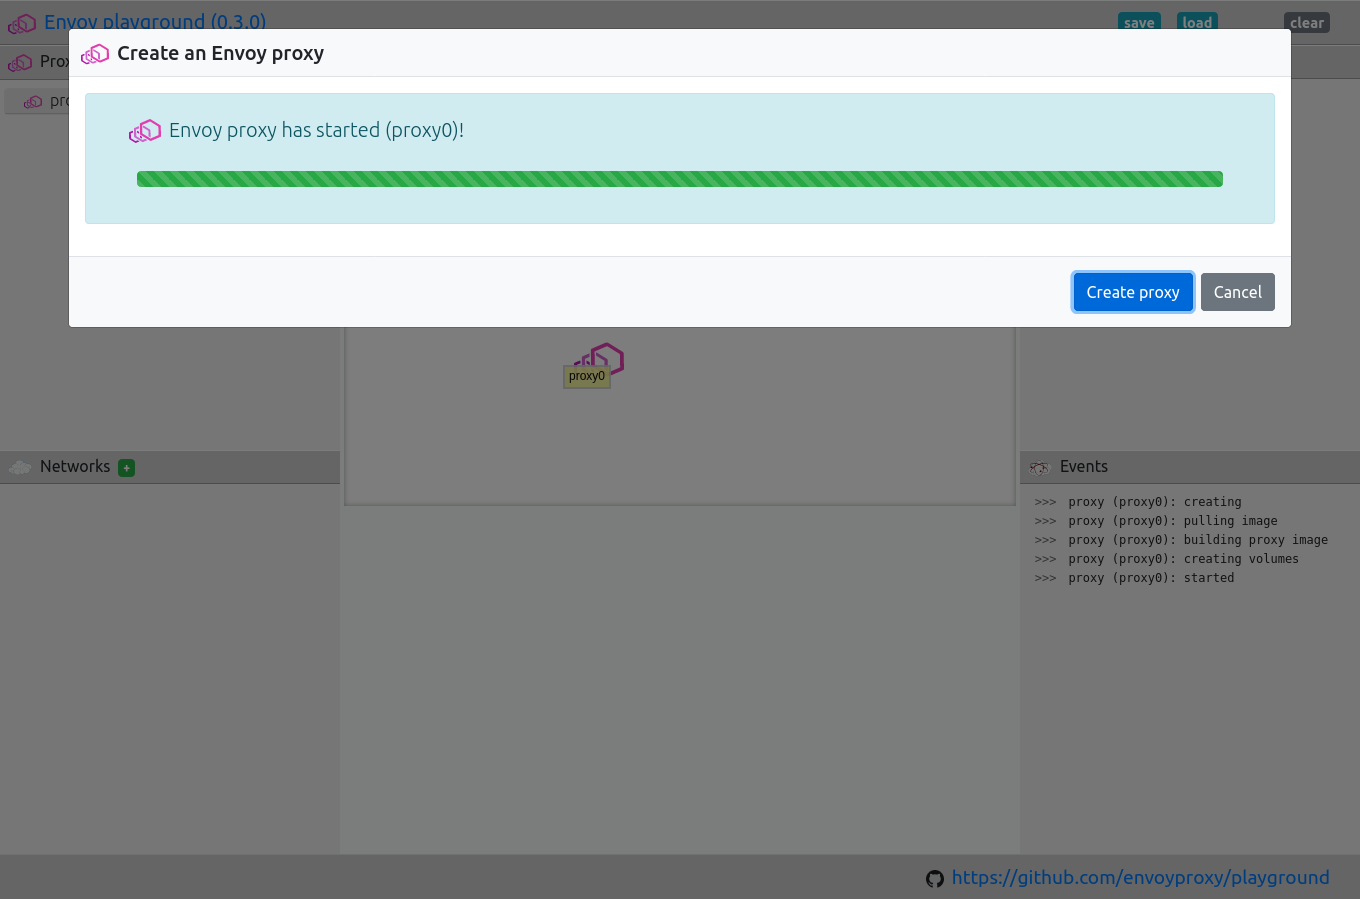 Envoy playground (0.3.0)
save
load
clear
Create an Envoy proxy
Envoy proxy has started (proxy0)!
Create proxy
Cancel
proxy0
Networks +
Events
>>> proxy (proxy0): creating
>>> proxy (proxy0): pulling image
>>> proxy (proxy0): building proxy image
>>> proxy (proxy0): creating volumes
>>> proxy (proxy0): started
https://github.com/envoyproxy/playground